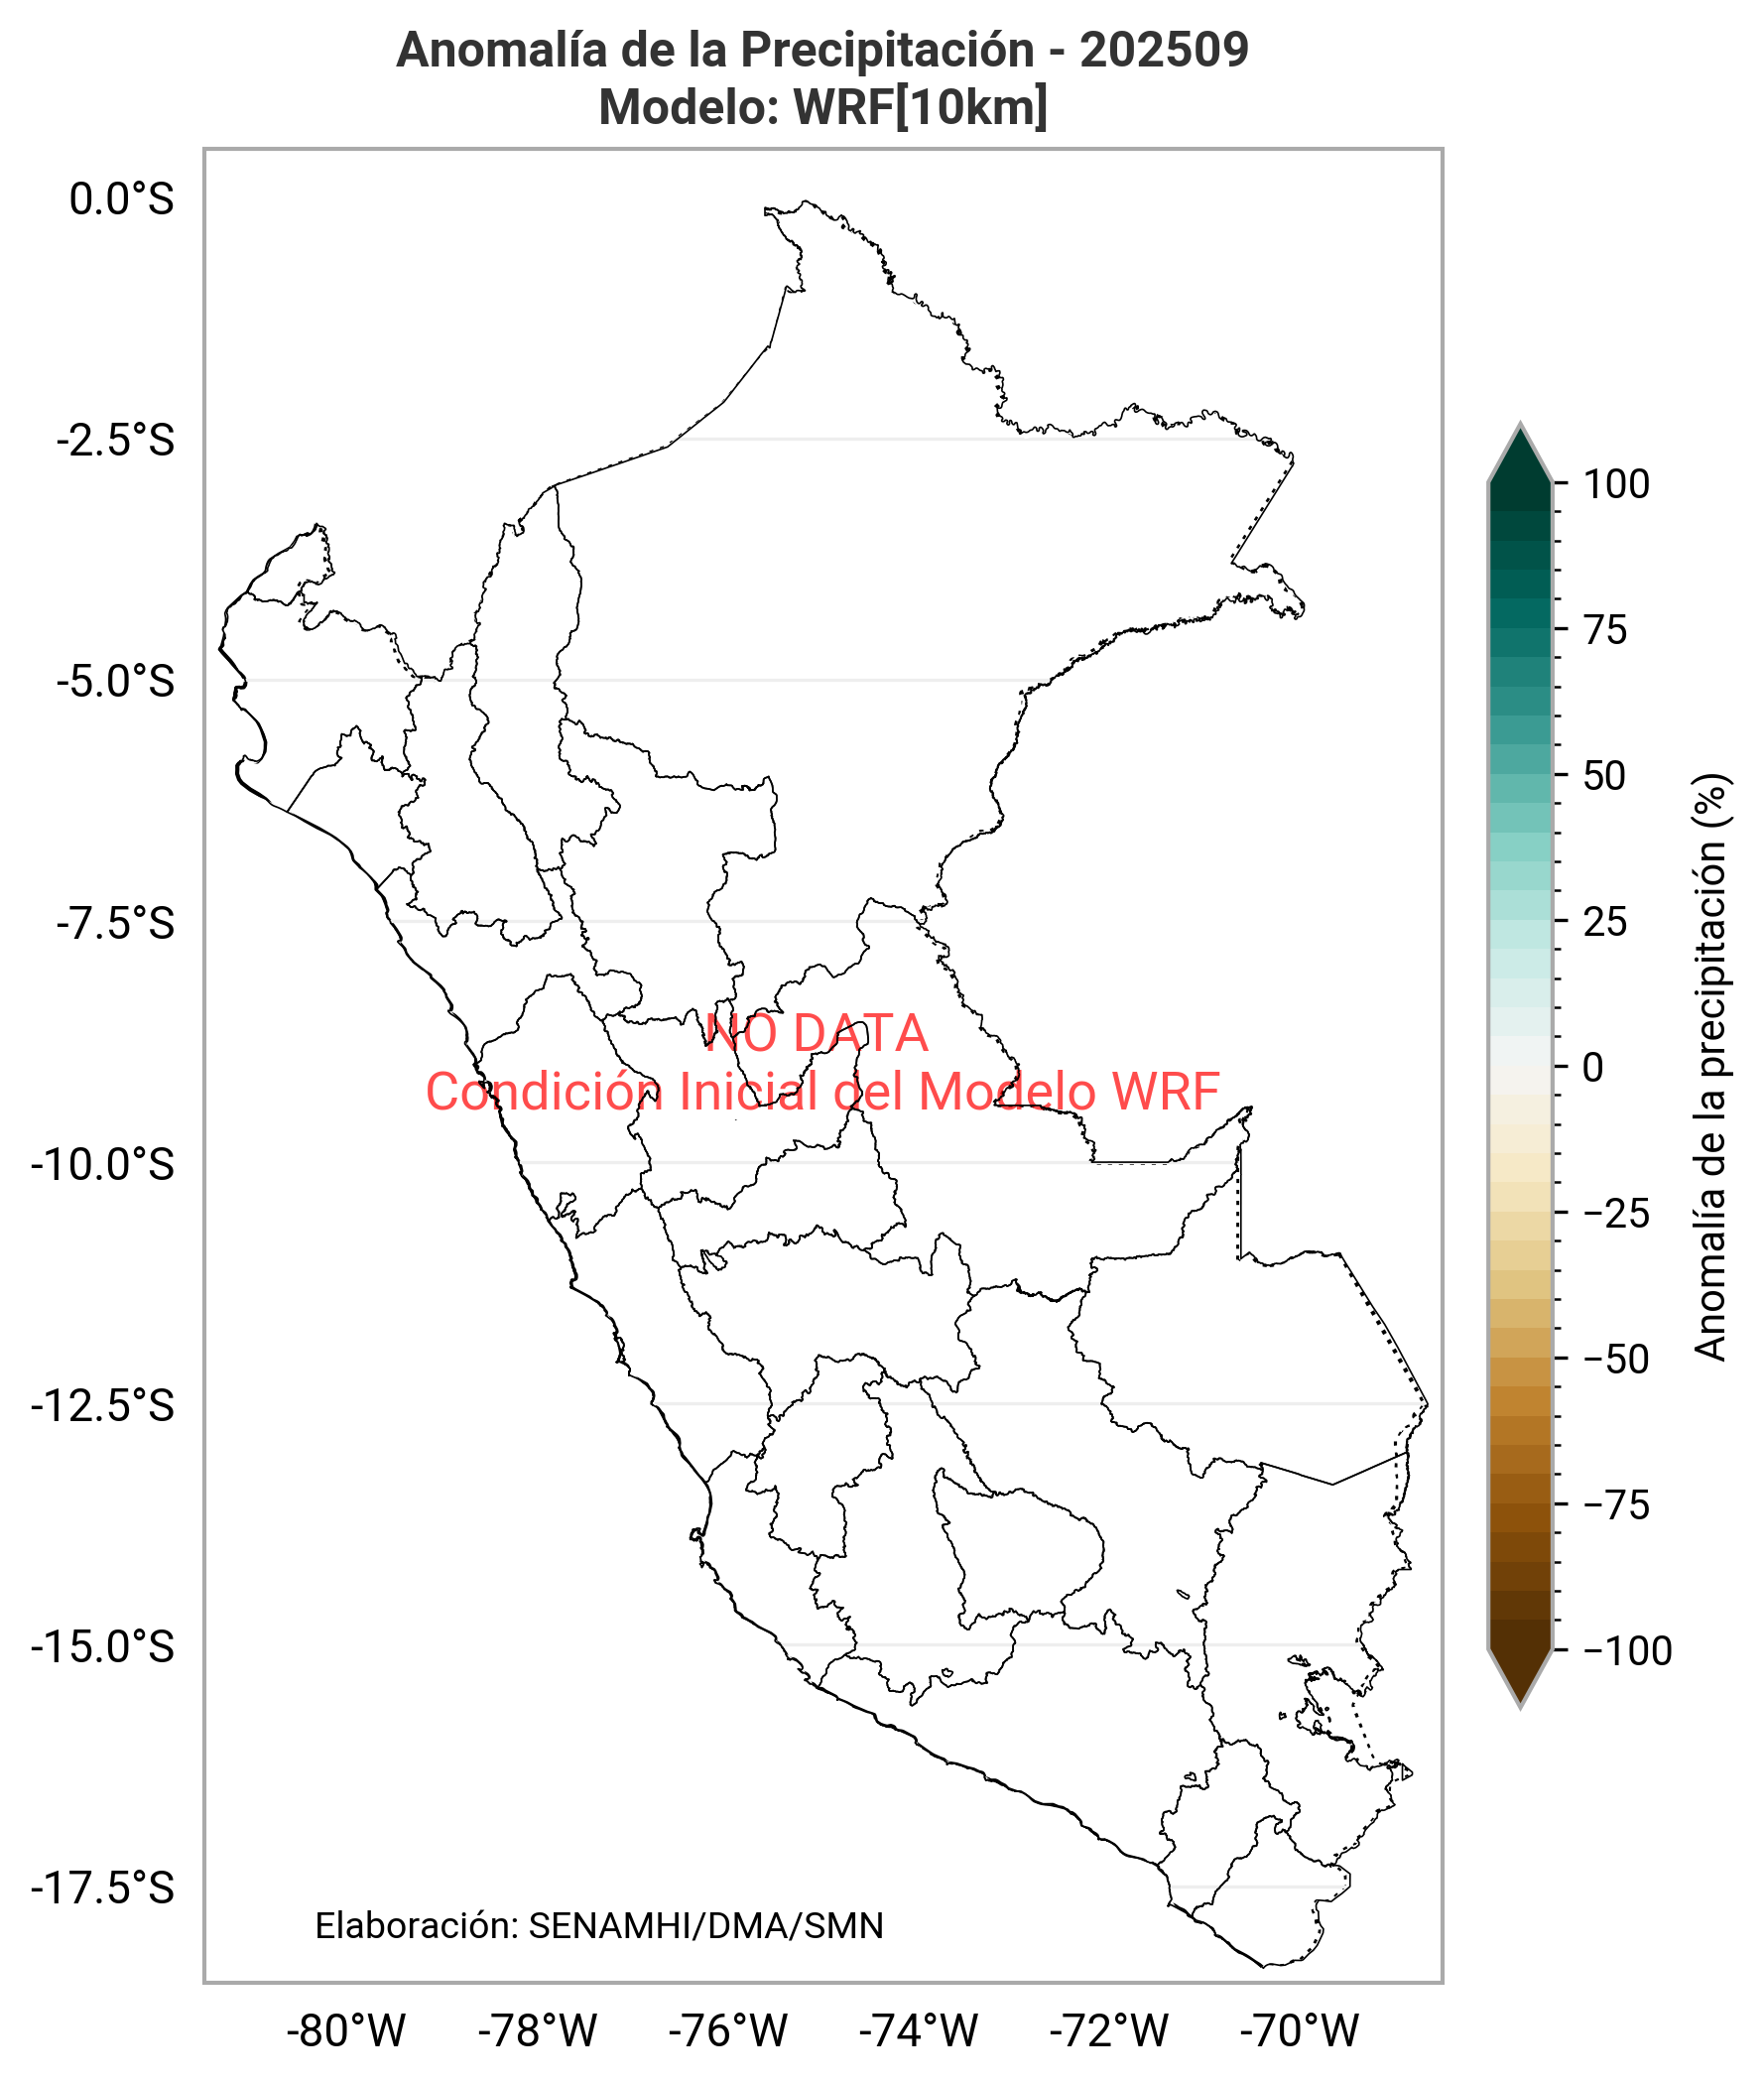 Anomalía de la Precipitación - 202509
Modelo: WRF[10km]
0.0°S
-2.5°S
-5.0°S
-7.5°S
-10.0°S
-12.5°S
-15.0°S
-17.5°S
NO DATA
Condición Inicial del Modelo WRF
Elaboración: SENAMHI/DMA/SMN
-80°W
-78°W
-76°W
-74°W
-72°W
-70°W
100
75
50
25
0
−25
−50
−75
−100
Anomalía de la precipitación (%)